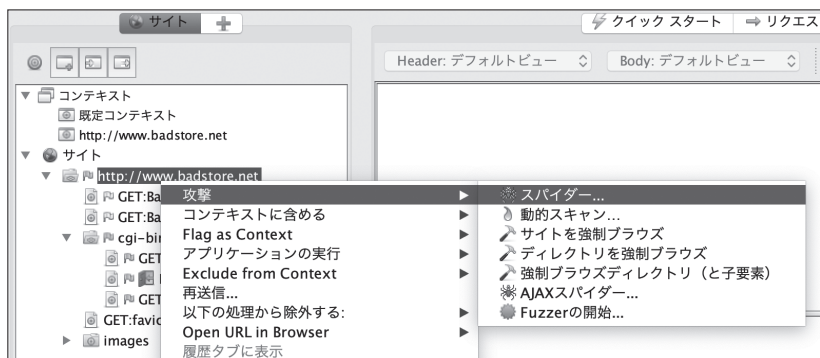 サイト
クイック スタート
リクエス
Header: デフォルトビュー
Body: デフォルトビュー
コンテキスト
既定コンテキスト
http://www.badstore.net
サイト
http://www.badstore.net
GET:Ba
GET:Ba
cgi-bin
GET
GET
GET:favic
images
攻撃
コンテキストに含める
Flag as Context
アプリケーションの実行
Exclude from Context
再送信...
以下の処理から除外する:
Open URL in Browser
履歴タブに表示
スパイダー...
動的スキャン...
サイトを強制ブラウズ
ディレクトリを強制ブラウズ
強制ブラウズディレクトリ（と子要素）
AJAXスパイダー...
Fuzzerの開始...